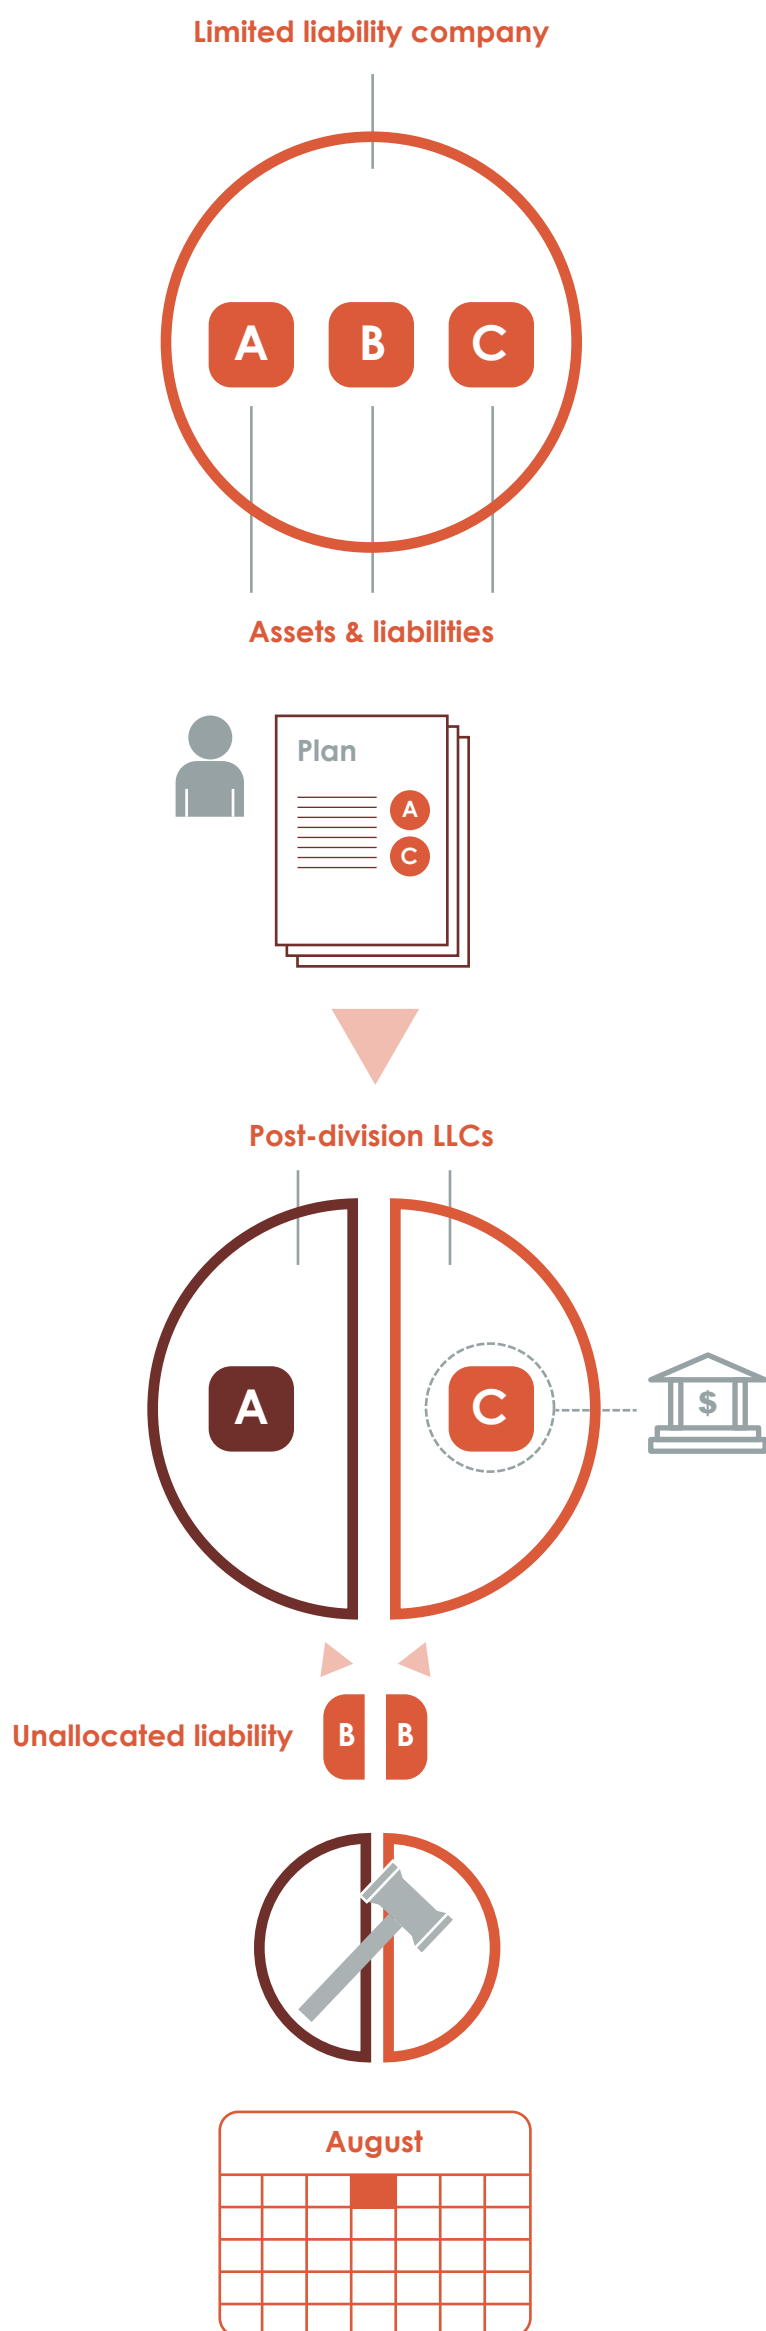 Limited liability company
A B C
Assets & liabilities
Plan
A
C
Post-division LLCs
A C
$
Unallocated liability B B
August